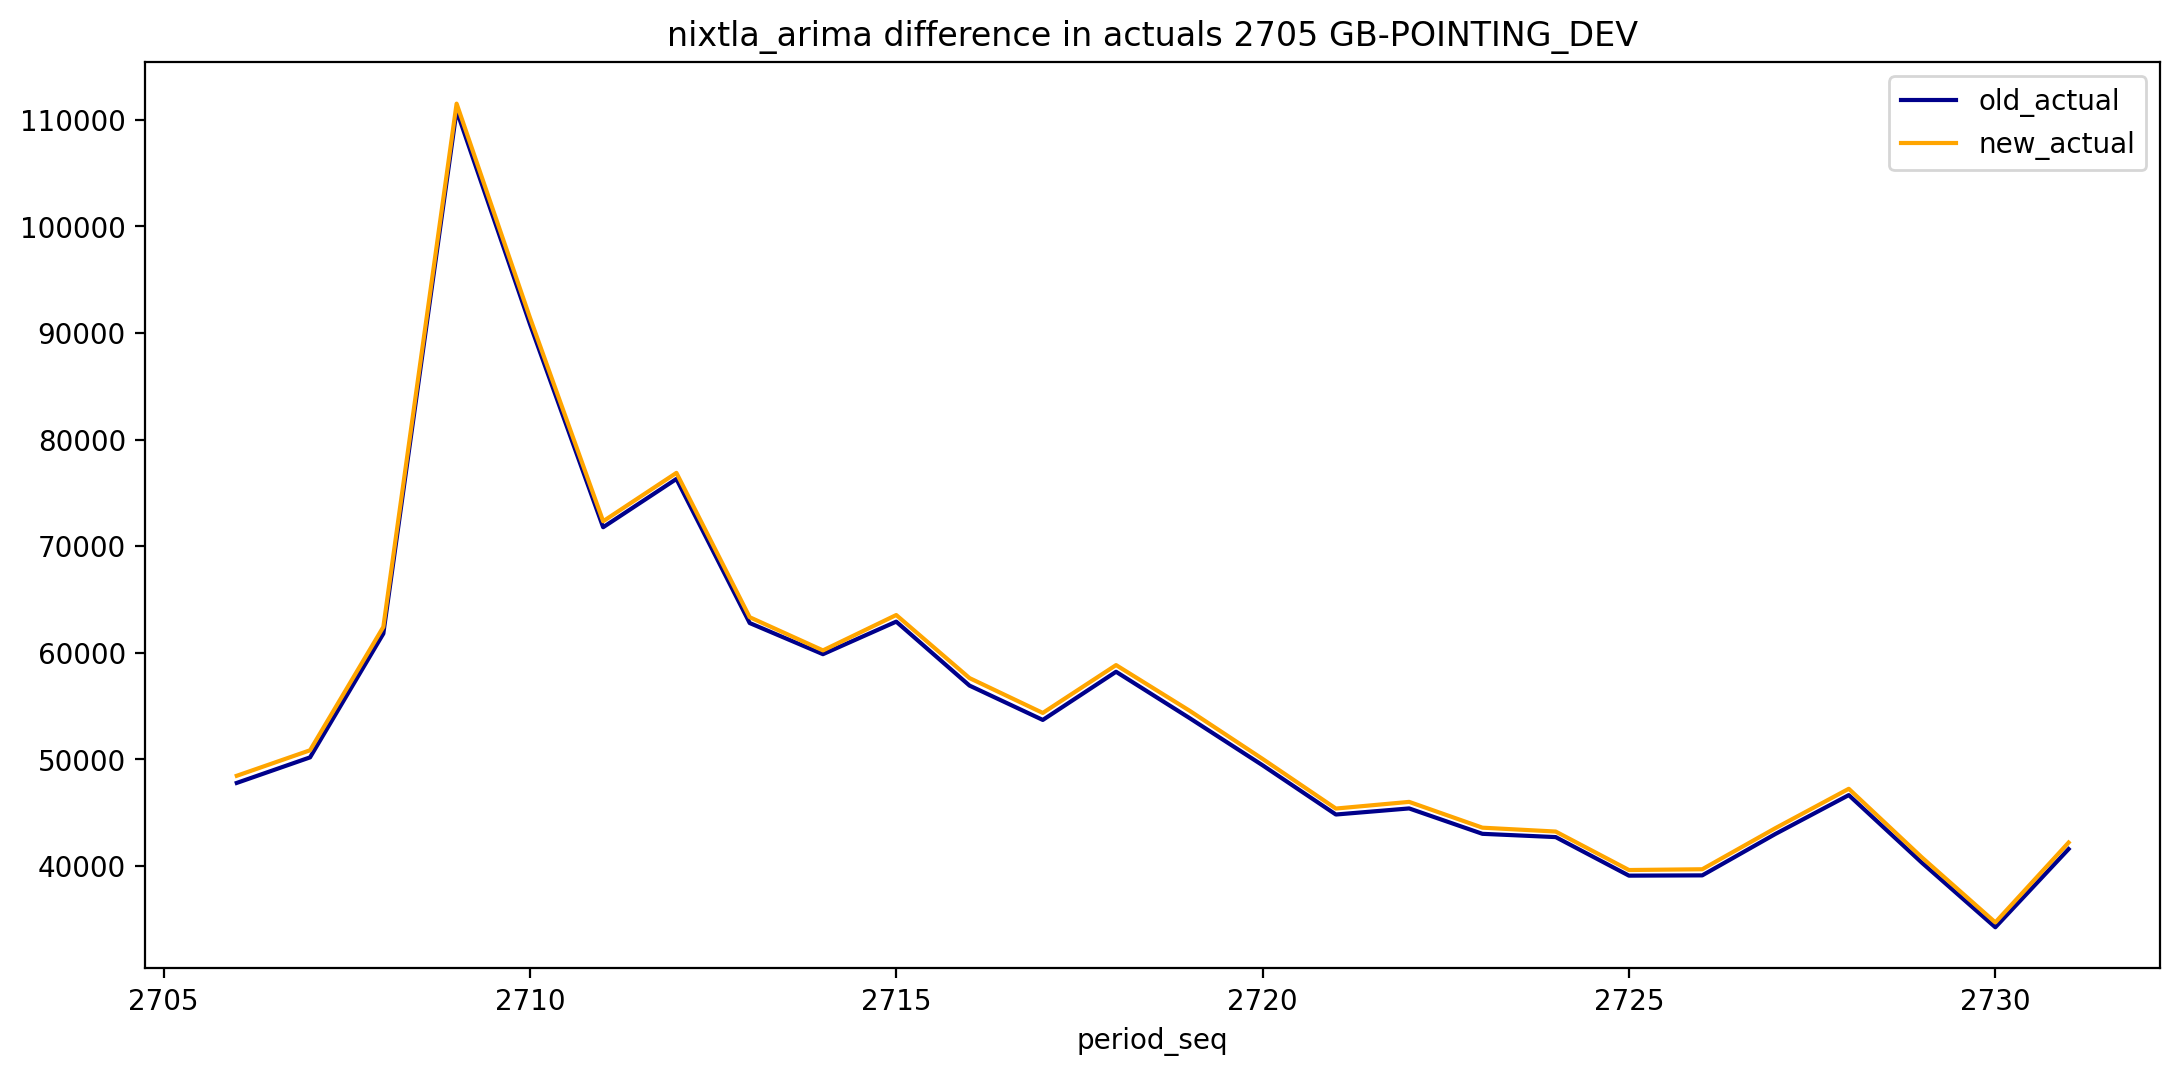 nixtla_arima difference in actuals 2705 GB-POINTING_DEV
old_actual
new_actual
110000
100000
90000
80000
70000
60000
50000
40000
2705 2710 2715 2720 2725 2730
period_seq